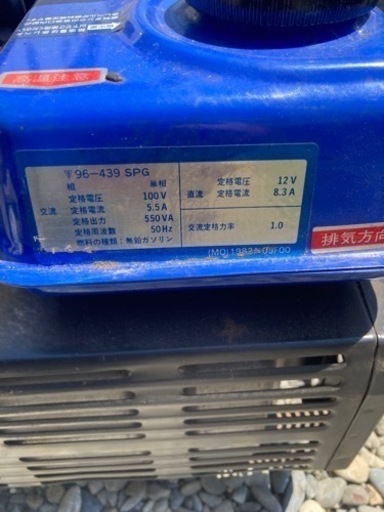 高温注意
〒96-439 SPG
相 単相
定格電圧 100V
交流 定格電流 5.5A
定格出力 550VA
定格周波数 50Hz
燃料の種類：無鉛ガソリン
定格電圧 12V
直流 定格電流 8.3A
交流定格力率 1.0
排気方向